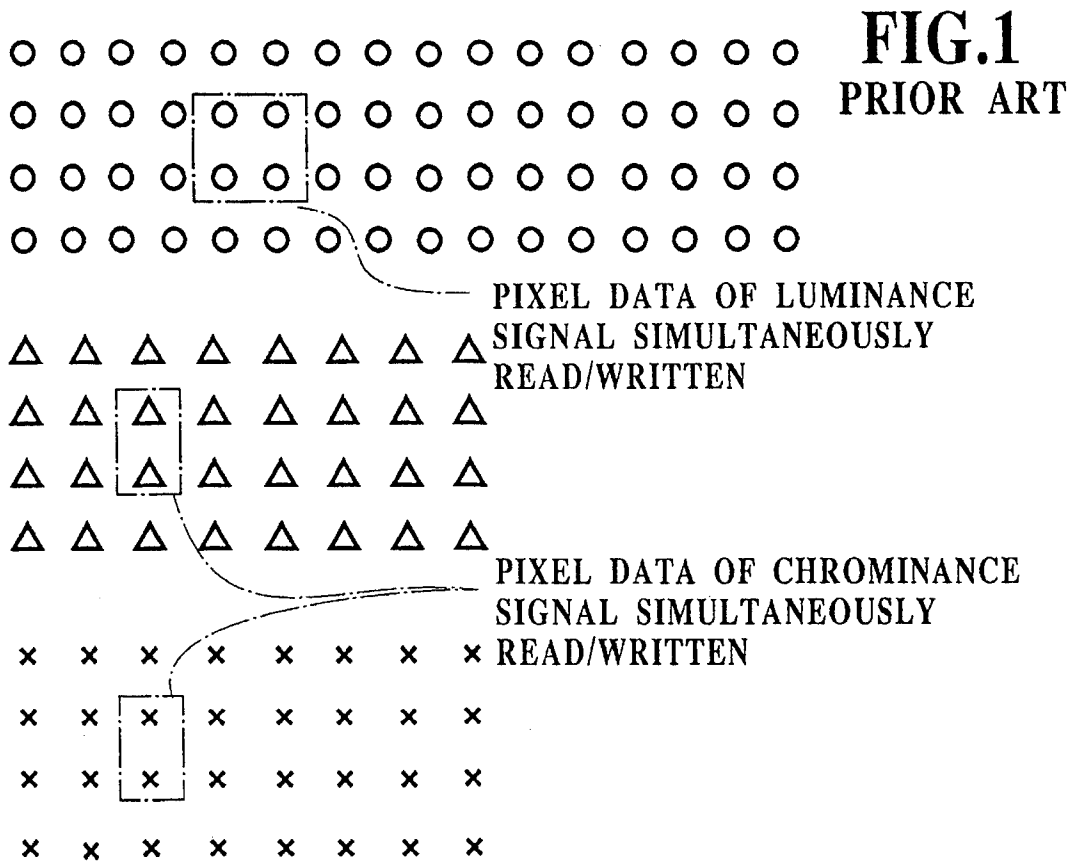 FIG.1
PRIOR ART
PIXEL DATA OF LUMINANCE
SIGNAL SIMULTANEOUSLY
READ/WRITTEN
PIXEL DATA OF CHROMINANCE
SIGNAL SIMULTANEOUSLY
READ/WRITTEN